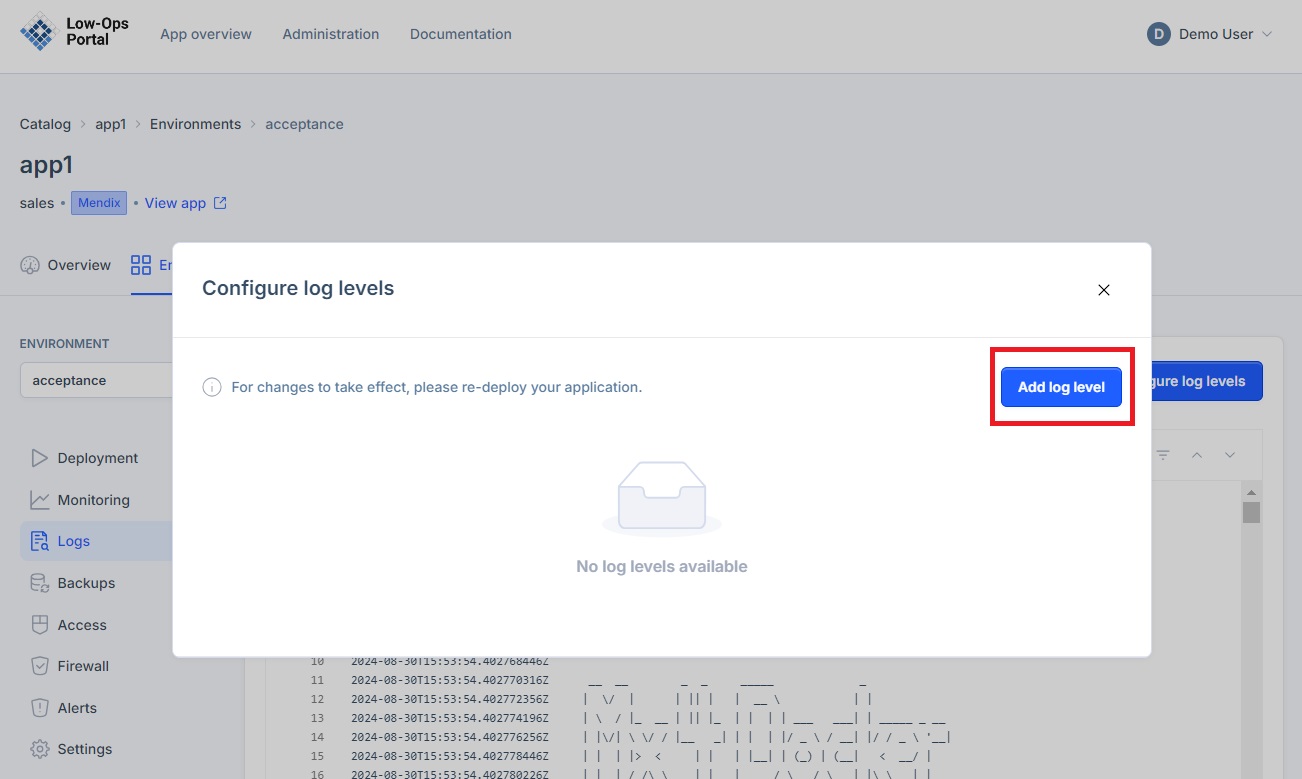 Low-Ops
Portal
App overview
Administration
Documentation
D
Demo User
Catalog > app1 > Environments > acceptance
app1
sales • Mendix • View app
Overview
En
Configure log levels
ENVIRONMENT
acceptance
For changes to take effect, please re-deploy your application.
Add log level
gure log levels
Deployment
Monitoring
Logs
Backups
Access
Firewall
Alerts
Settings
No log levels available
10 2024-08-30T15:53:54.402768446Z
11 2024-08-30T15:53:54.402770316Z
12 2024-08-30T15:53:54.402772356Z
13 2024-08-30T15:53:54.402774196Z
14 2024-08-30T15:53:54.402776256Z
15 2024-08-30T15:53:54.402778446Z
16 2024-08-30T15:53:54.402780226Z